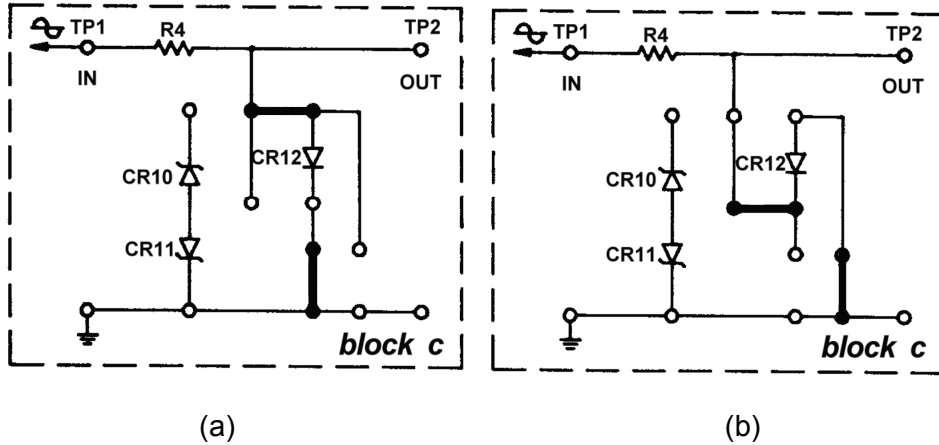 TP1 R4 TP2
IN OUT
CR12
CR10
CR11
block c
(a)
TP1 R4 TP2
IN OUT
CR12
CR10
CR11
block c
(b)